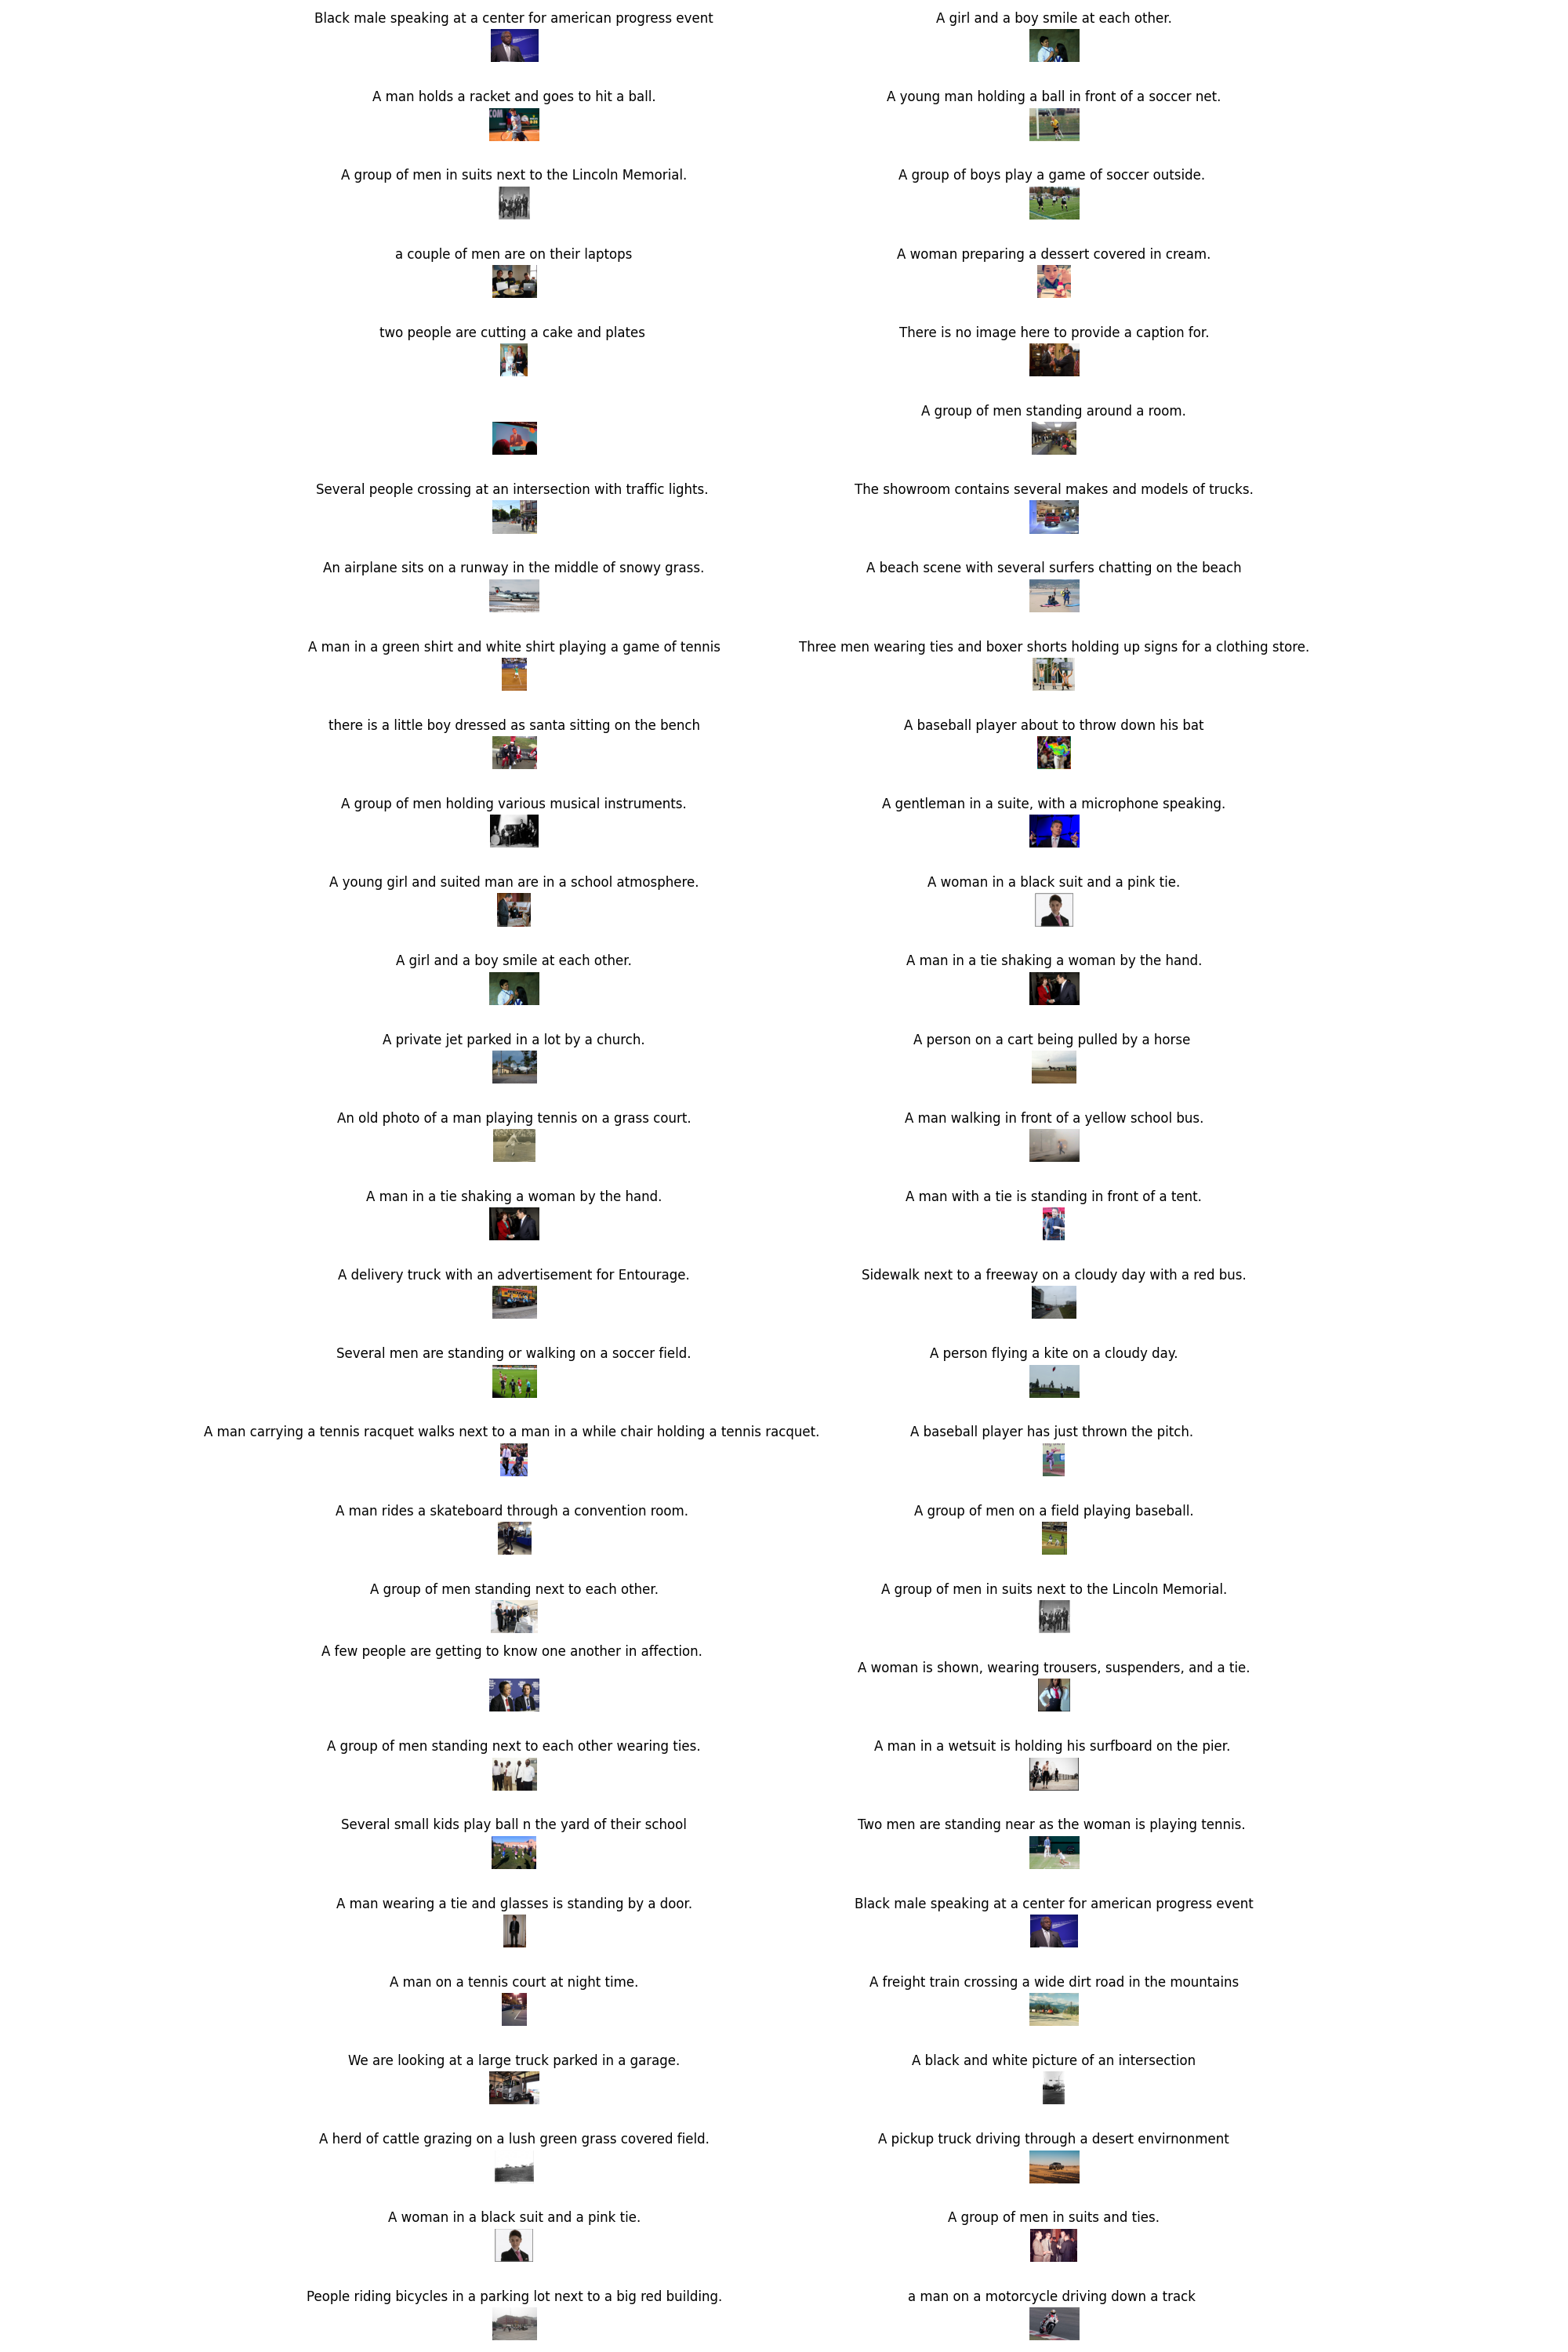 Black male speaking at a center for american progress event
A girl and a boy smile at each other.
A man holds a racket and goes to hit a ball.
A young man holding a ball in front of a soccer net.
A group of men in suits next to the Lincoln Memorial.
A group of boys play a game of soccer outside.
a couple of men are on their laptops
A woman preparing a dessert covered in cream.
two people are cutting a cake and plates
There is no image here to provide a caption for.
A group of men standing around a room.
Several people crossing at an intersection with traffic lights.
The showroom contains several makes and models of trucks.
An airplane sits on a runway in the middle of snowy grass.
A beach scene with several surfers chatting on the beach
A man in a green shirt and white shirt playing a game of tennis
Three men wearing ties and boxer shorts holding up signs for a clothing store.
there is a little boy dressed as santa sitting on the bench
A baseball player about to throw down his bat
A group of men holding various musical instruments.
A gentleman in a suite, with a microphone speaking.
A young girl and suited man are in a school atmosphere.
A woman in a black suit and a pink tie.
A girl and a boy smile at each other.
A man in a tie shaking a woman by the hand.
A private jet parked in a lot by a church.
A person on a cart being pulled by a horse
An old photo of a man playing tennis on a grass court.
A man walking in front of a yellow school bus.
A man in a tie shaking a woman by the hand.
A man with a tie is standing in front of a tent.
A delivery truck with an advertisement for Entourage.
Sidewalk next to a freeway on a cloudy day with a red bus.
Several men are standing or walking on a soccer field.
A person flying a kite on a cloudy day.
A man carrying a tennis racquet walks next to a man in a while chair holding a tennis racquet.
A baseball player has just thrown the pitch.
A man rides a skateboard through a convention room.
A group of men on a field playing baseball.
A group of men standing next to each other.
A group of men in suits next to the Lincoln Memorial.
A few people are getting to know one another in affection.
A woman is shown, wearing trousers, suspenders, and a tie.
A group of men standing next to each other wearing ties.
A man in a wetsuit is holding his surfboard on the pier.
Several small kids play ball n the yard of their school
Two men are standing near as the woman is playing tennis.
A man wearing a tie and glasses is standing by a door.
Black male speaking at a center for american progress event
A man on a tennis court at night time.
A freight train crossing a wide dirt road in the mountains
We are looking at a large truck parked in a garage.
A black and white picture of an intersection
A herd of cattle grazing on a lush green grass covered field.
A pickup truck driving through a desert envirnonment
A woman in a black suit and a pink tie.
A group of men in suits and ties.
People riding bicycles in a parking lot next to a big red building.
a man on a motorcycle driving down a track